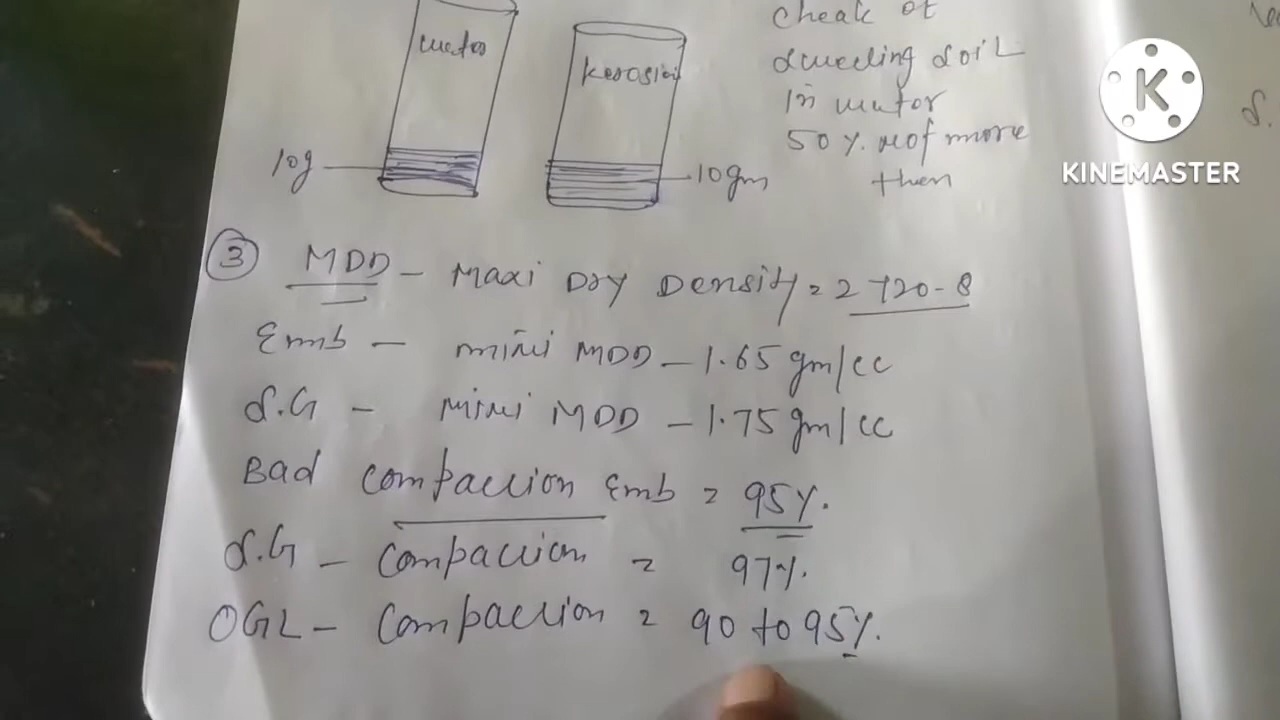 cheak of
swelling soil
in water
50 %. not more
then
water
kerosin
10g
10gm
K
KINEMASTER
③ MDD - Maxi Dry Density = 2720-8
Emb - mini MDD - 1.65 gm/cc
S.G - mini MDD - 1.75 gm/cc
Bad compaction Emb = 95%.
S.G - compaction = 97%.
OGL - compaction = 90 to 95%.